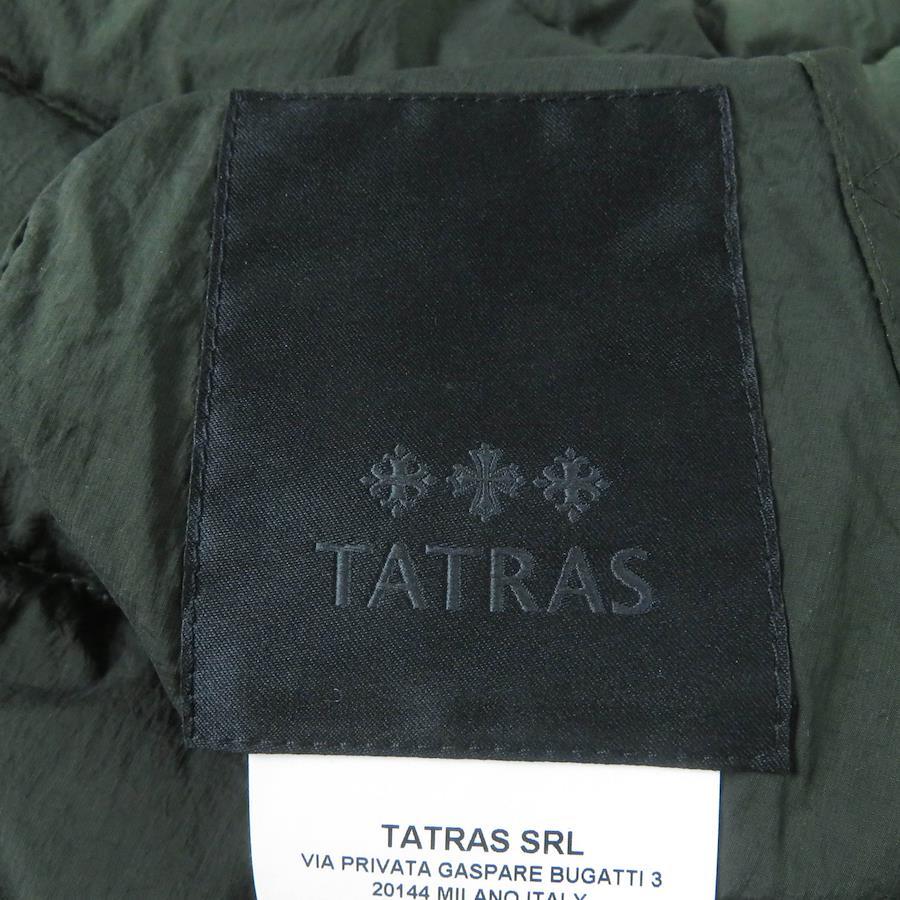 TATRAS
TATRAS SRL
VIA PRIVATA GASPARE BUGATTI 3
20144 MILANO ITALY